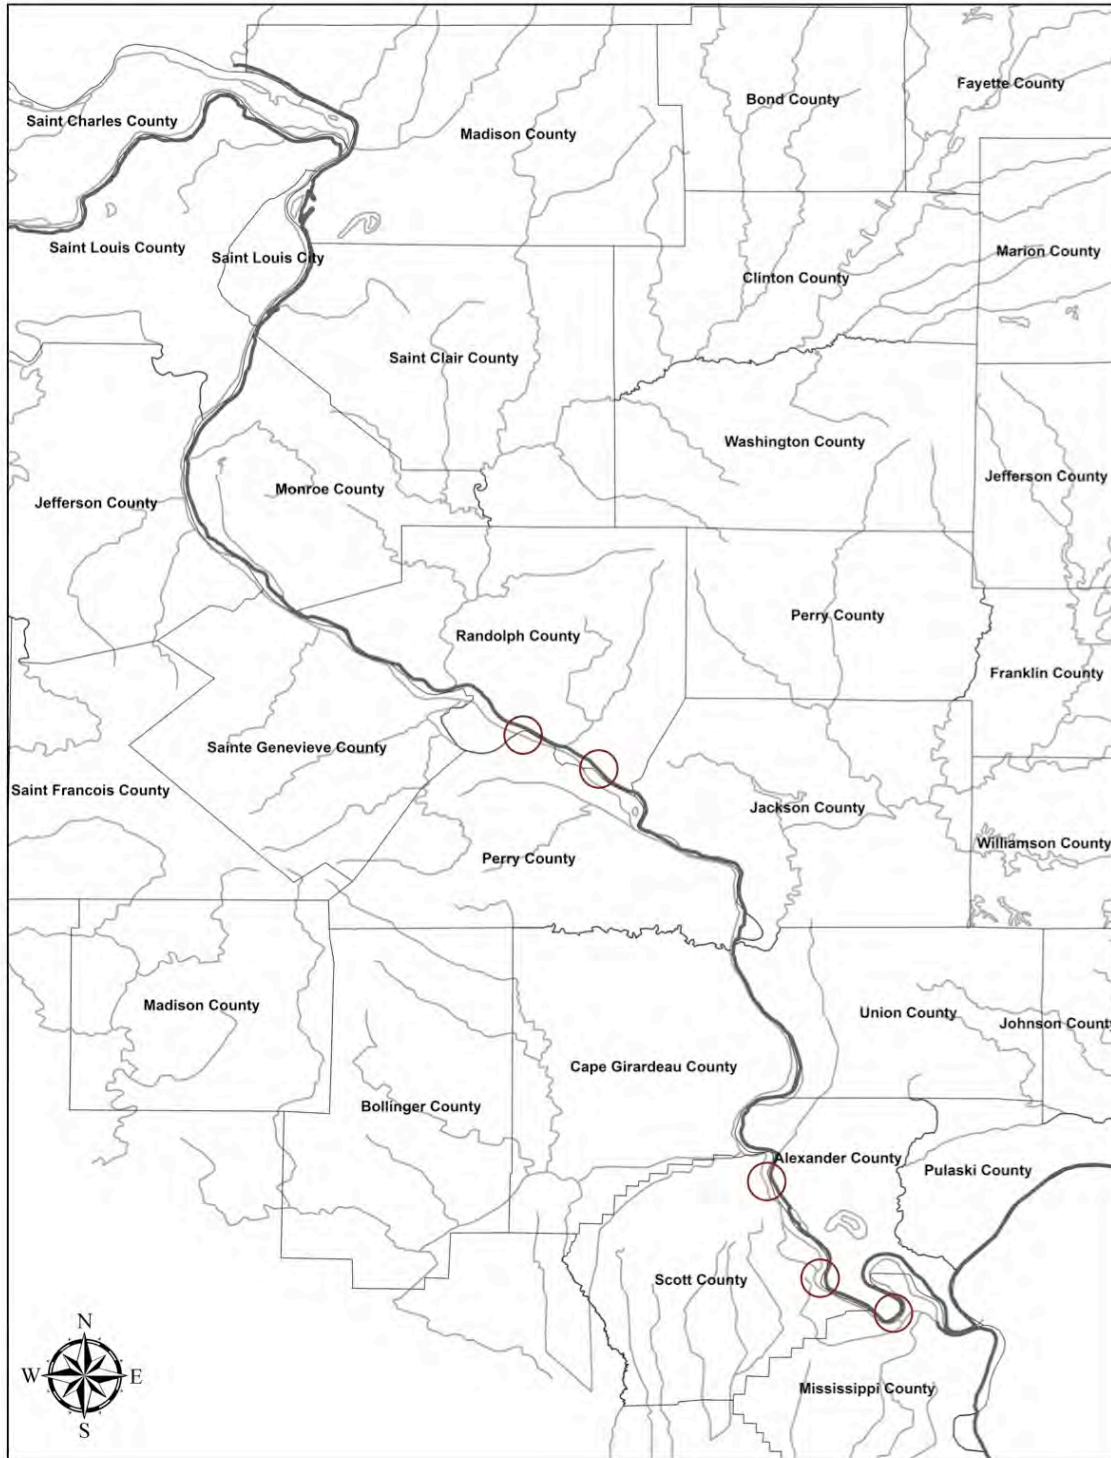 Fayette County
Bond County
Saint Charles County
Madison County
Saint Louis County
Saint Louis City
Marion County
Clinton County
Saint Clair County
Washington County
Jefferson County
Monroe County
Jefferson County
Perry County
Randolph County
Franklin County
Sainte Genevieve County
Saint Francois County
Jackson County
Williamson County
Perry County
Madison County
Union County
Johnson County
Cape Girardeau County
Bollinger County
Alexander County
Pulaski County
Scott County
Mississippi County
N
W E
S